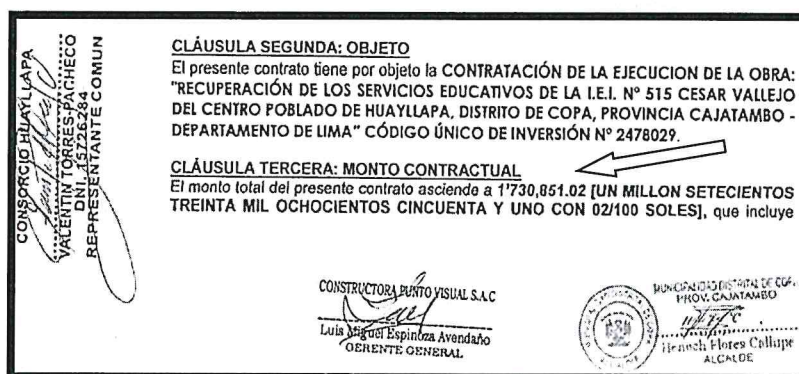 CONSORCIO HUAYLLAPA
VALENTIN TORRES PACHECO
DNI. 15726284
REPRESENTANTE COMUN
CLÁUSULA SEGUNDA: OBJETO
El presente contrato tiene por objeto la CONTRATACIÓN DE LA EJECUCION DE LA OBRA:
"RECUPERACIÓN DE LOS SERVICIOS EDUCATIVOS DE LA I.E.I. Nº 515 CESAR VALLEJO
DEL CENTRO POBLADO DE HUAYLLAPA, DISTRITO DE COPA, PROVINCIA CAJATAMBO -
DEPARTAMENTO DE LIMA" CÓDIGO ÚNICO DE INVERSIÓN Nº 2478029.
CLÁUSULA TERCERA: MONTO CONTRACTUAL
El monto total del presente contrato asciende a 1'730,851.02 [UN MILLON SETECIENTOS
TREINTA MIL OCHOCIENTOS CINCUENTA Y UNO CON 02/100 SOLES], que incluye
CONSTRUCTORA PUNTO VISUAL S.A.C
Luis Miguel Espinoza Avendaño
GERENTE GENERAL
MUNICIPALIDAD DISTRITAL DE COPA
PROV. CAJATAMBO
Henoch Flores Callupe
ALCALDE